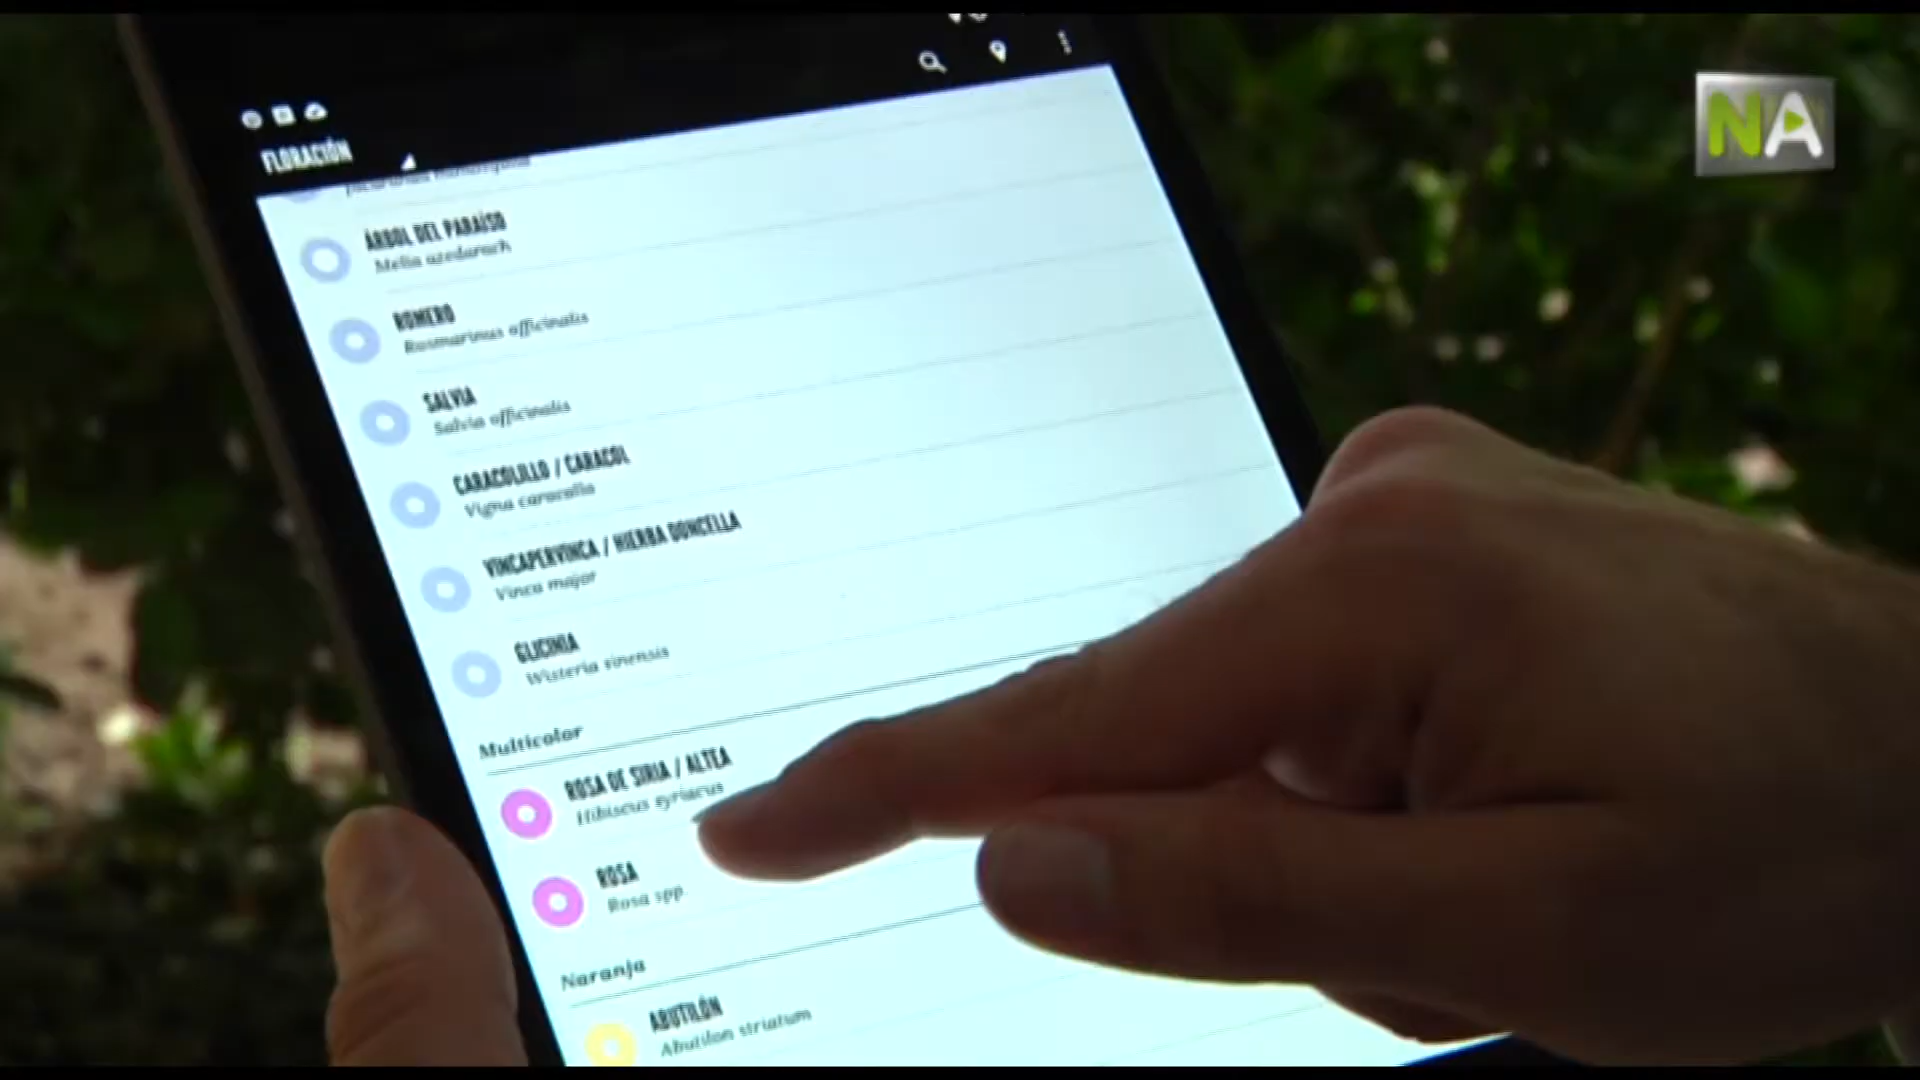 NA
FLORACIÓN
ÁRBOL DEL PARAÍSO
Melia azedarach
ROMERO
Rosmarinus officinalis
SALVIA
Salvia officinalis
CARACOLILLO / CARACOL
Vigna caracalla
VINCAPERVINCA / HIERBA DONCELLA
Vinca major
GLICINIA
Wisteria sinensis
Multicolor
ROSA DE SIRIA / ALTEA
Hibiscus syriacus
ROSA
Rosa spp.
Naranja
ABUTILÓN
Abutilon striatum